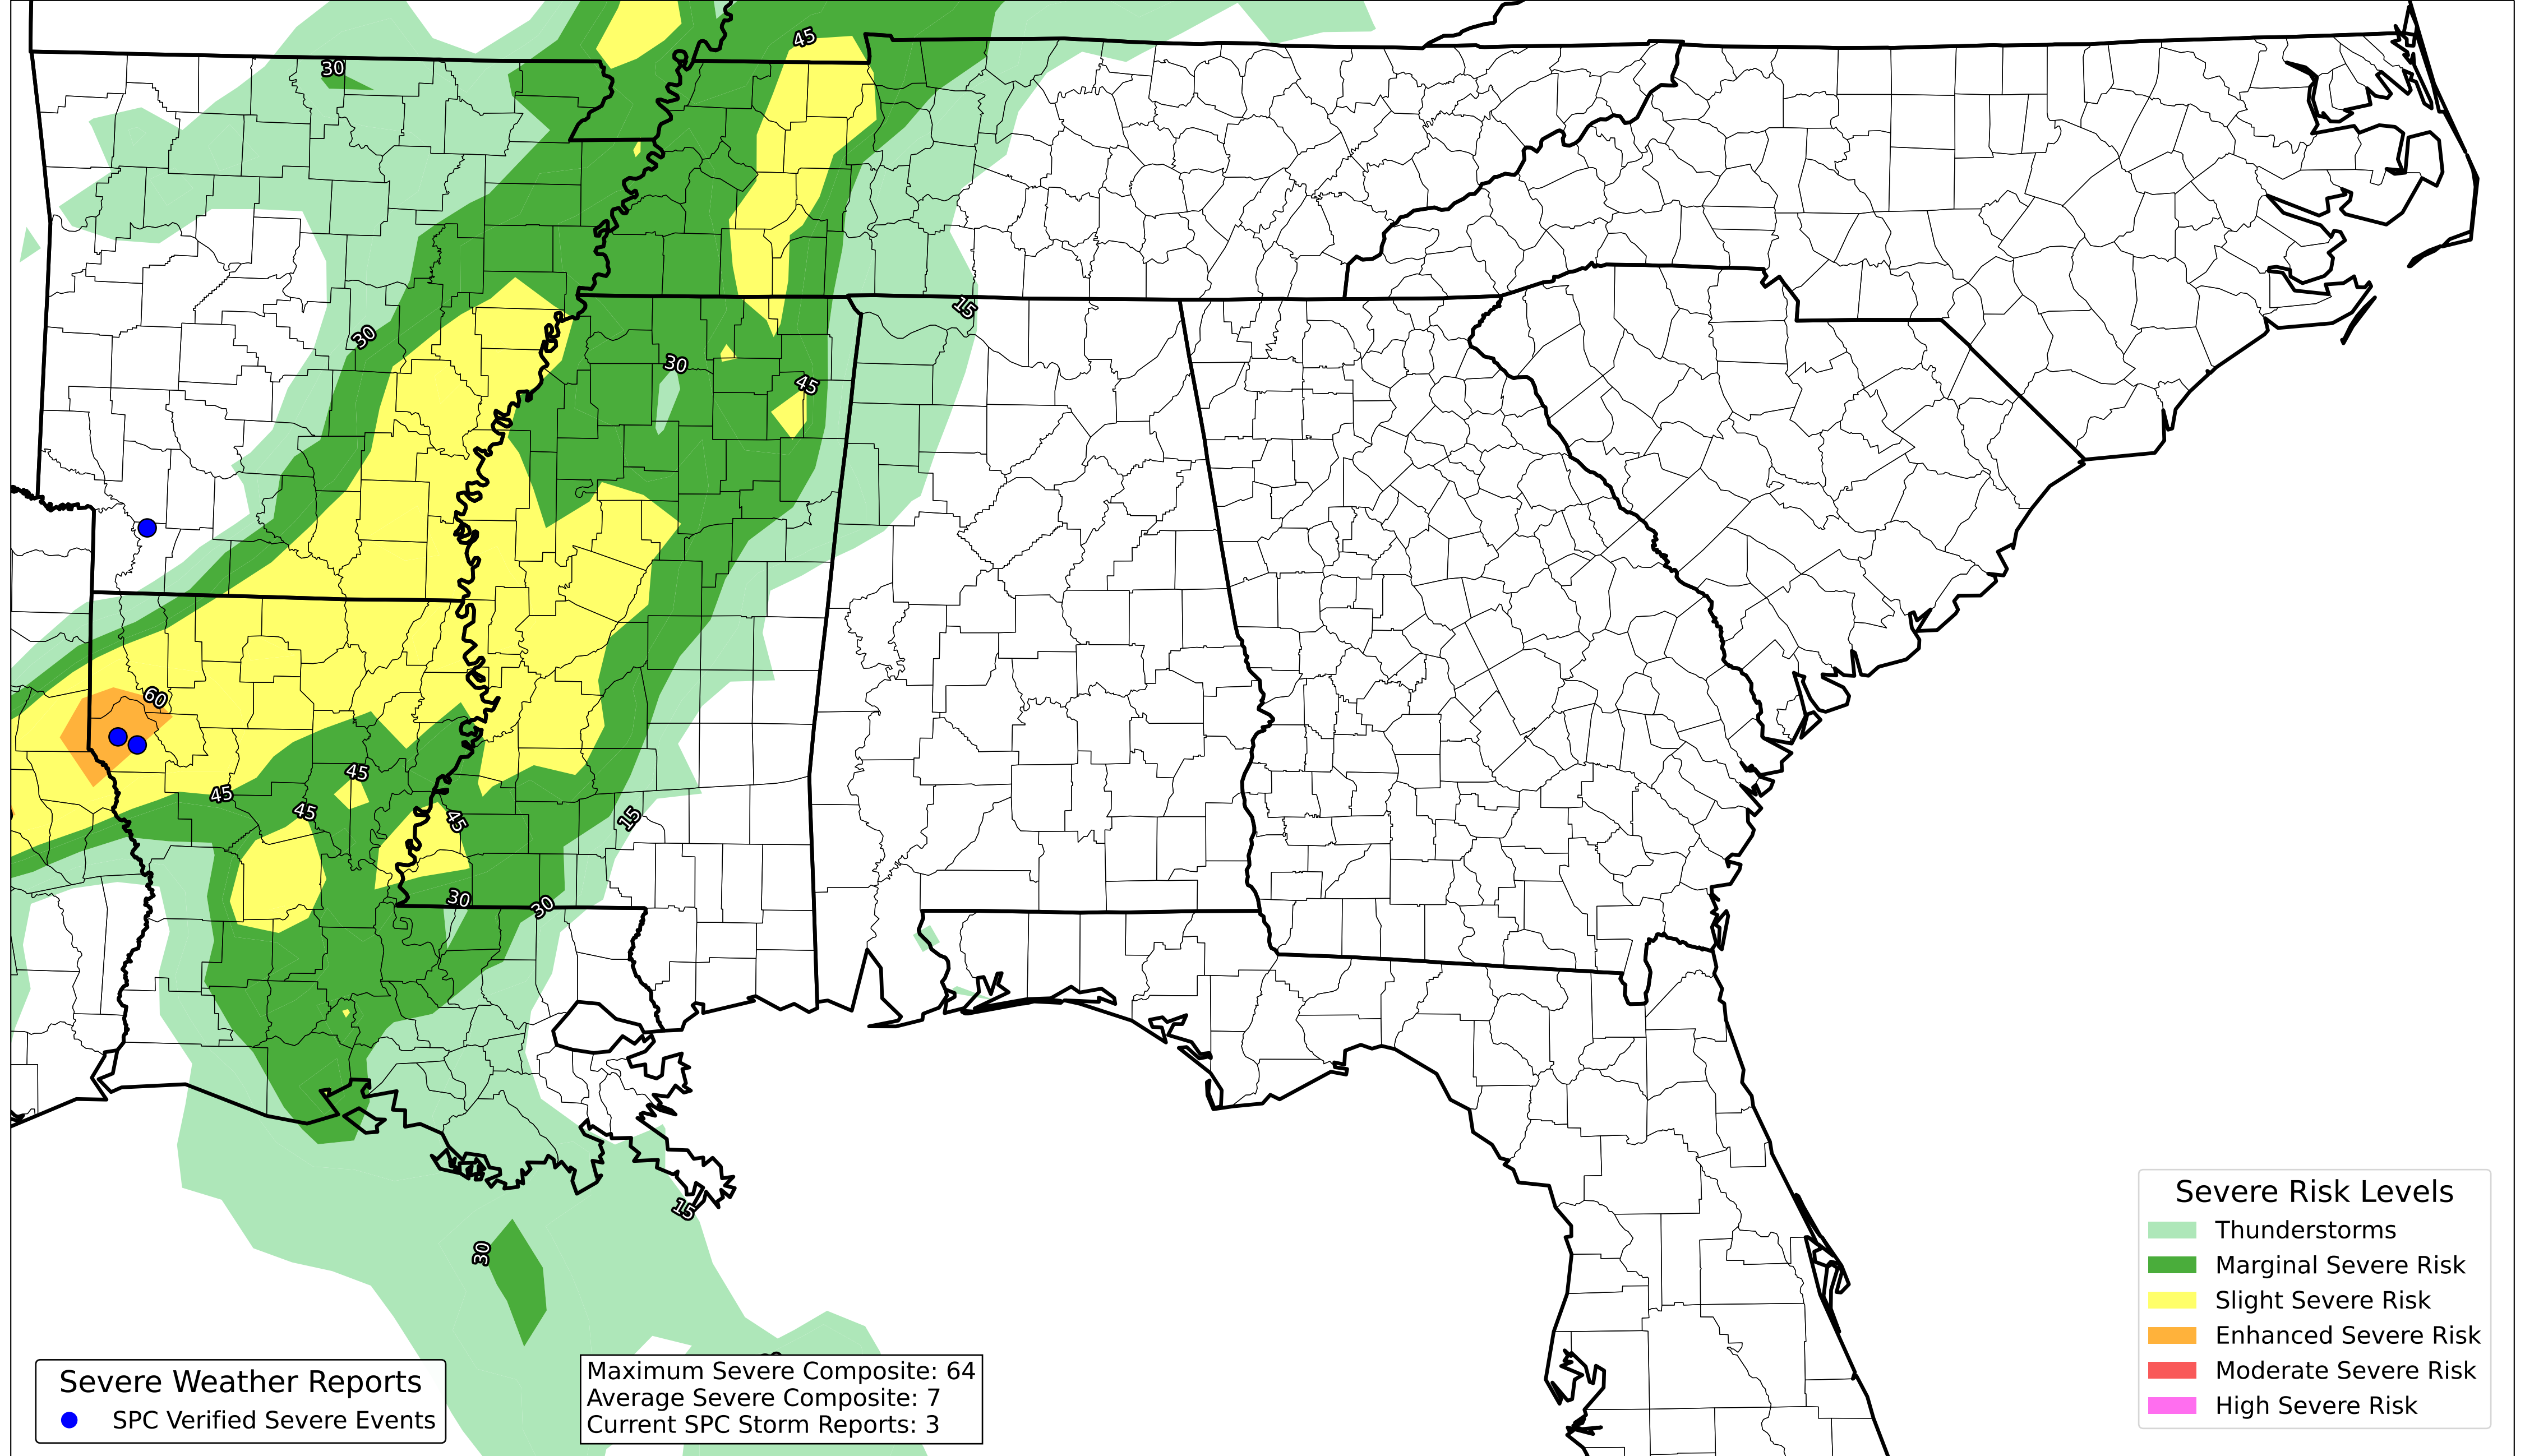 45
30
15
30
30
45
60
45
45
45
45
15
30
30
15
30
Severe Risk Levels
Thunderstorms
Marginal Severe Risk
Slight Severe Risk
Enhanced Severe Risk
Moderate Severe Risk
High Severe Risk
Severe Weather Reports
SPC Verified Severe Events
Maximum Severe Composite: 64
Average Severe Composite: 7
Current SPC Storm Reports: 3